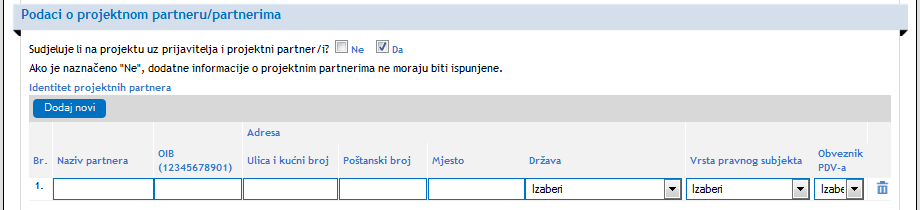 Podaci o projektnom partneru/partnerima
Sudjeluje li na projektu uz prijavitelja i projektni partner/i? Ne Da
Ako je naznačeno "Ne", dodatne informacije o projektnim partnerima ne moraju biti ispunjene.
Identitet projektnih partnera
Dodaj novi
Adresa
Br. Naziv partnera OIB (12345678901) Ulica i kućni broj Poštanski broj Mjesto Država Vrsta pravnog subjekta Obveznik PDV-a
1. Izaberi Izaberi Izabe